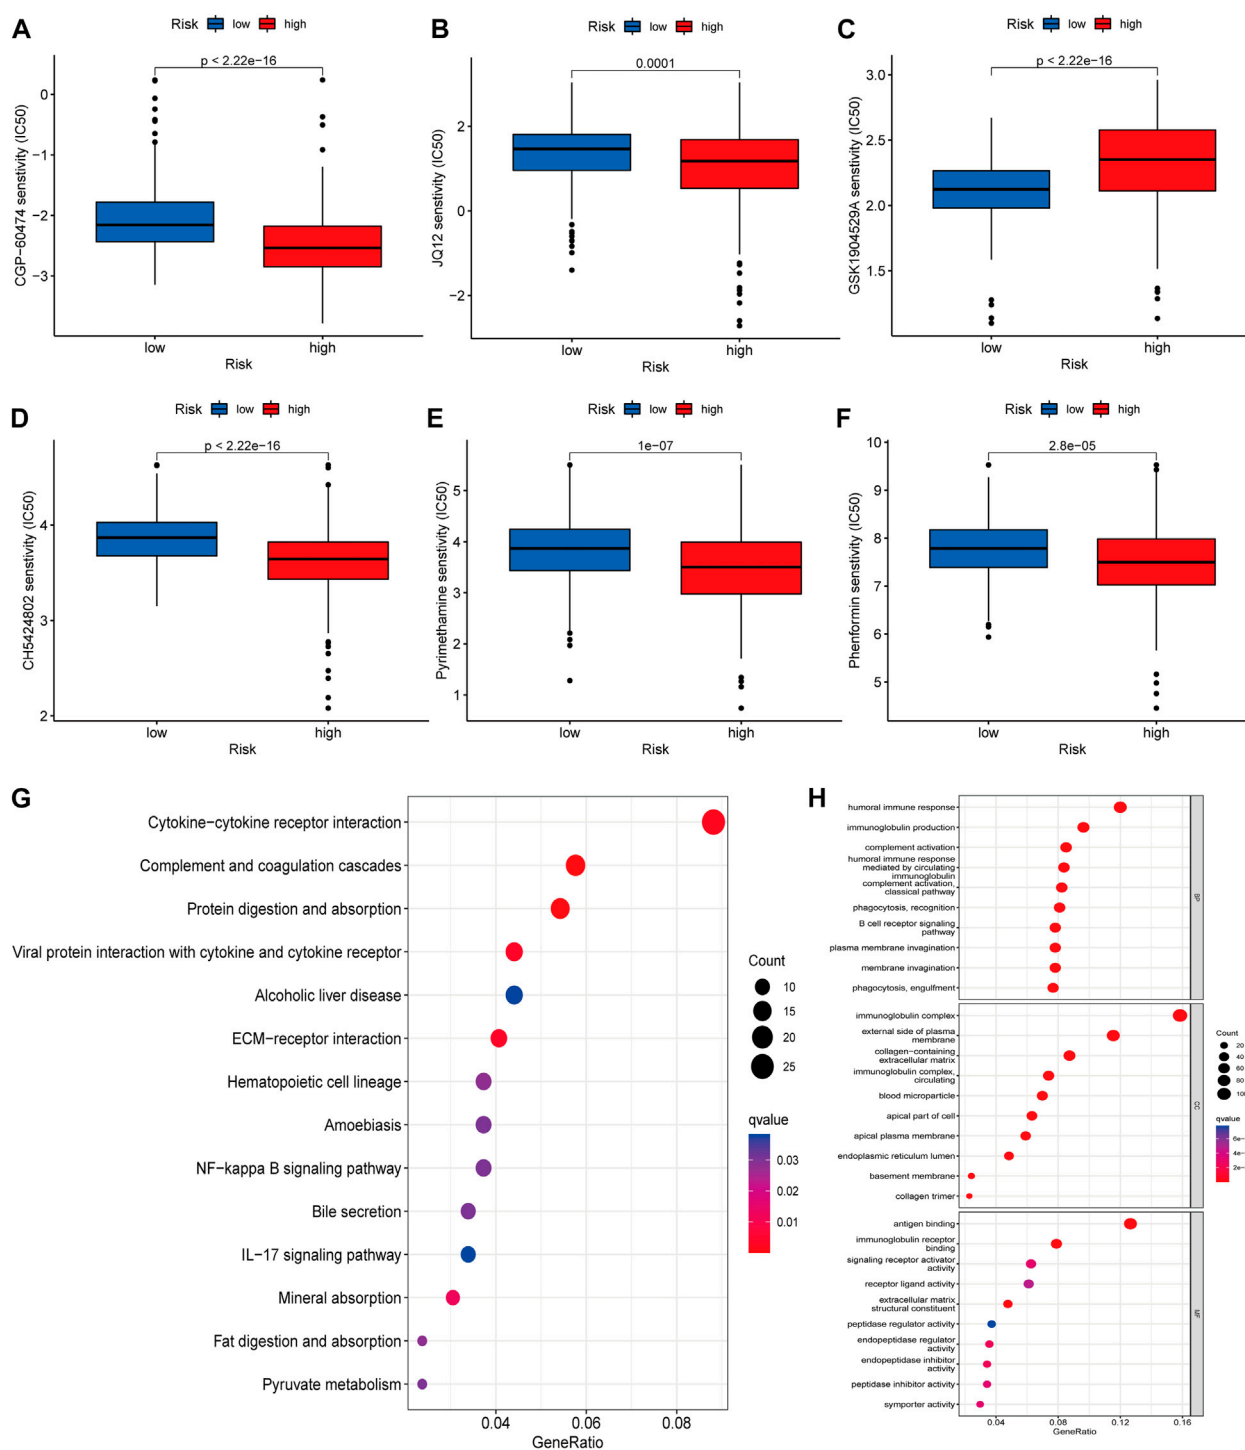 A
Risk low high
p < 2.22e−16
CGP−60474 senstivity (IC50)
0
−1
−2
−3
low high
Risk
B
Risk low high
0.0001
JQ12 senstivity (IC50)
2
0
−2
low high
Risk
C
Risk low high
p < 2.22e−16
GSK1904529A senstivity (IC50)
3.0
2.5
2.0
1.5
low high
Risk
D
Risk low high
p < 2.22e−16
CH5424802 senstivity (IC50)
4
3
2
low high
Risk
E
Risk low high
1e−07
Pyrimethamine senstivity (IC50)
5
4
3
2
1
low high
Risk
F
Risk low high
2.8e−05
Phenformin senstivity (IC50)
10
9
8
7
6
5
low high
Risk
G
Cytokine−cytokine receptor interaction
Complement and coagulation cascades
Protein digestion and absorption
Viral protein interaction with cytokine and cytokine receptor
Alcoholic liver disease
ECM−receptor interaction
Hematopoietic cell lineage
Amoebiasis
NF−kappa B signaling pathway
Bile secretion
IL−17 signaling pathway
Mineral absorption
Fat digestion and absorption
Pyruvate metabolism
0.04 0.06 0.08
GeneRatio
Count
10
15
20
25
qvalue
0.03
0.02
0.01
H
humoral immune response
immunoglobulin production
complement activation
humoral immune response
mediated by circulating
immunoglobulin
complement activation,
classical pathway
phagocytosis, recognition
B cell receptor signaling
pathway
plasma membrane invagination
membrane invagination
phagocytosis, engulfment
BP
immunoglobulin complex
external side of plasma
membrane
collagen−containing
extracellular matrix
immunoglobulin complex,
circulating
blood microparticle
apical part of cell
apical plasma membrane
endoplasmic reticulum lumen
basement membrane
collagen trimer
CC
antigen binding
immunoglobulin receptor
binding
signaling receptor activator
activity
receptor ligand activity
extracellular matrix
structural constituent
peptidase regulator activity
endopeptidase regulator
activity
endopeptidase inhibitor
activity
peptidase inhibitor activity
symporter activity
MF
0.04 0.08 0.12 0.16
GeneRatio
Count
20
40
60
80
qvalue
6e−
4e−
2e−